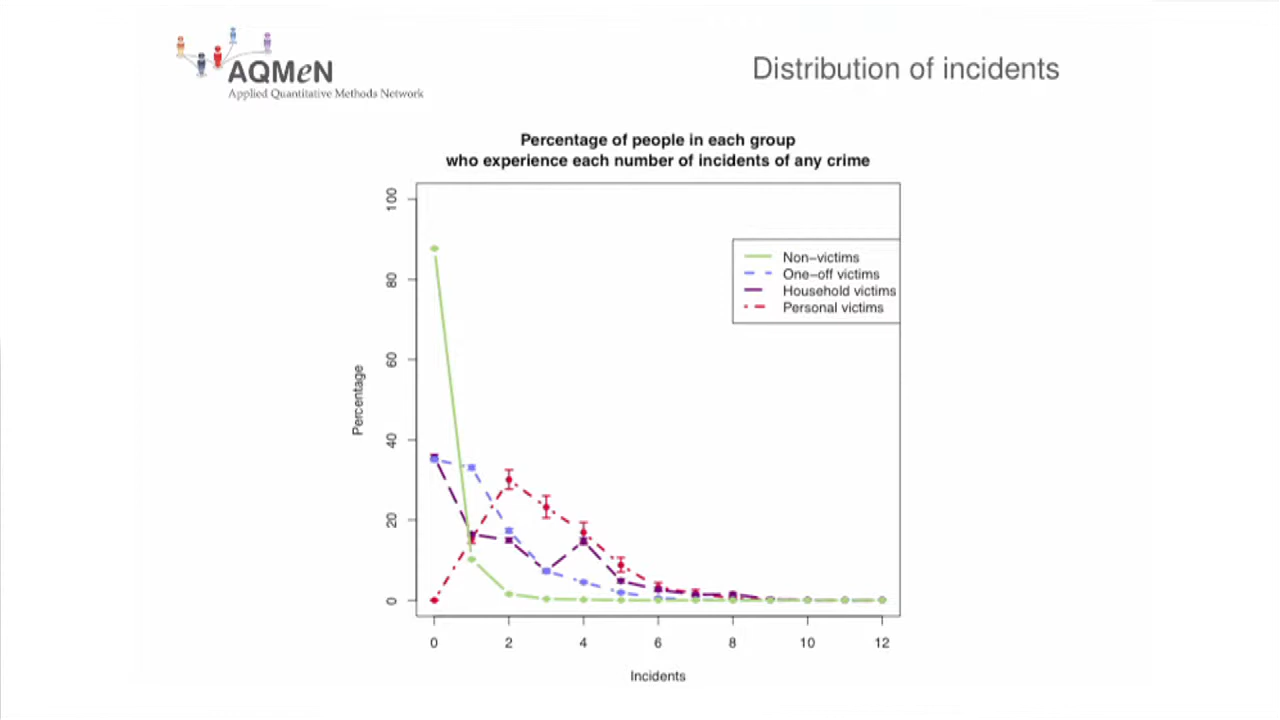 AQMeN
Applied Quantitative Methods Network
Distribution of incidents
Percentage of people in each group
who experience each number of incidents of any crime
Non−victims
One−off victims
Household victims
Personal victims
Percentage
100
80
60
40
20
0
0 2 4 6 8 10 12
Incidents